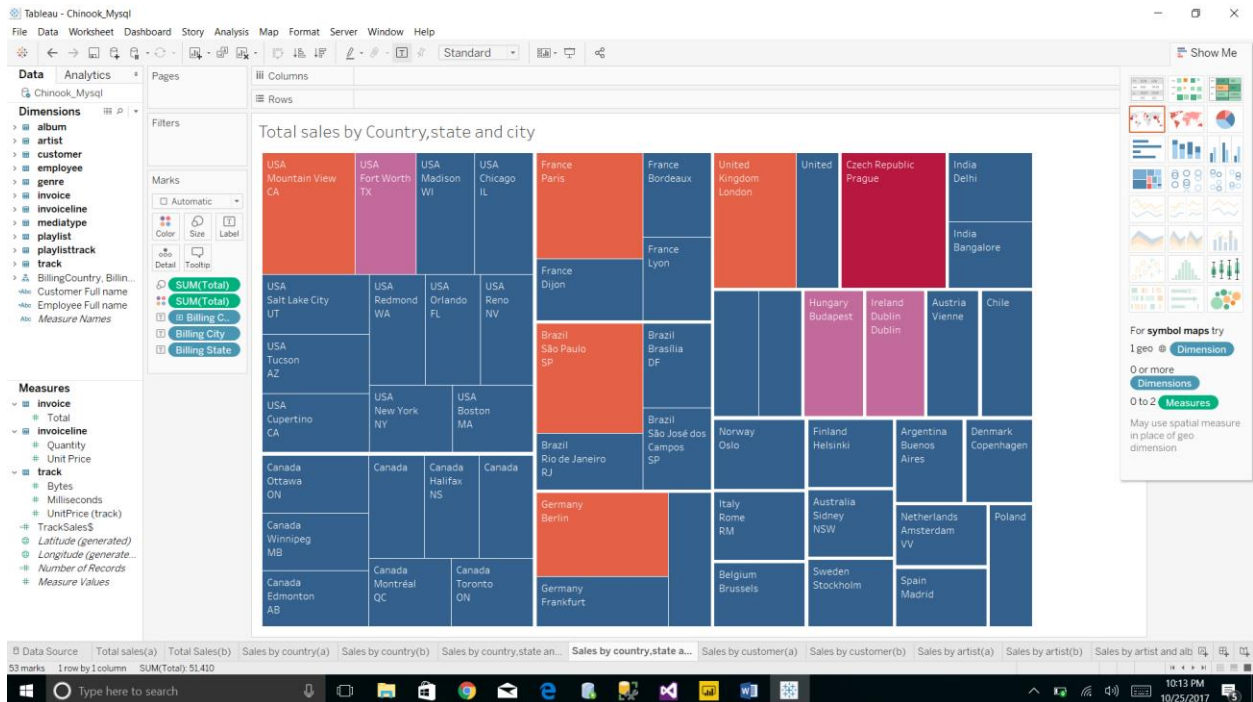 Tableau - Chinook_Mysql
File Data Worksheet Dashboard Story Analysis Map Format Server Window Help
Standard
Show Me
Data Analytics
Pages
iii Columns
Chinook_Mysql
Rows
Dimensions
Filters
album
artist
customer
employee
genre
invoice
invoiceline
mediatype
playlist
playlisttrack
track
BillingCountry, Billin...
Abc Customer Full name
Abc Employee Full name
Abc Measure Names
Marks
Automatic
Color Size Label
Detail Tooltip
SUM(Total)
SUM(Total)
Billing C..
Billing City
Billing State
Measures
invoice
Total
invoiceline
Quantity
Unit Price
track
Bytes
Milliseconds
UnitPrice (track)
TrackSales$
Latitude (generated)
Longitude (generate...
Number of Records
Measure Values
Total sales by Country,state and city
USA
Mountain View
CA
USA
Fort Worth
TX
USA
Madison
WI
USA
Chicago
IL
USA
Salt Lake City
UT
USA
Redmond
WA
USA
Orlando
FL
USA
Reno
NV
USA
Tucson
AZ
USA
Cupertino
CA
USA
New York
NY
USA
Boston
MA
Canada
Ottawa
ON
Canada
Canada
Halifax
NS
Canada
Canada
Winnipeg
MB
Canada
Edmonton
AB
Canada
Montréal
QC
Canada
Toronto
ON
France
Paris
France
Bordeaux
France
Lyon
France
Dijon
Brazil
São Paulo
SP
Brazil
Brasília
DF
Brazil
Rio de Janeiro
RJ
Brazil
São José dos
Campos
SP
Germany
Berlin
Germany
Frankfurt
United
Kingdom
London
United
Czech Republic
Prague
India
Delhi
India
Bangalore
Hungary
Budapest
Ireland
Dublin
Dublin
Austria
Vienne
Chile
Norway
Oslo
Finland
Helsinki
Argentina
Buenos
Aires
Denmark
Copenhagen
Italy
Rome
RM
Australia
Sidney
NSW
Netherlands
Amsterdam
VV
Poland
Belgium
Brussels
Sweden
Stockholm
Spain
Madrid
For symbol maps try
1 geo Dimension
0 or more
Dimensions
0 to 2 Measures
May use spatial measure
in place of geo
dimension
Data Source Total sales(a) Total Sales(b) Sales by country(a) Sales by country(b) Sales by country,state an... Sales by country,state a... Sales by customer(a) Sales by customer(b) Sales by artist(a) Sales by artist(b) Sales by artist and alb
53 marks 1 row by 1 column SUM(Total): 51.410
Type here to search
10:13 PM
10/25/2017
5